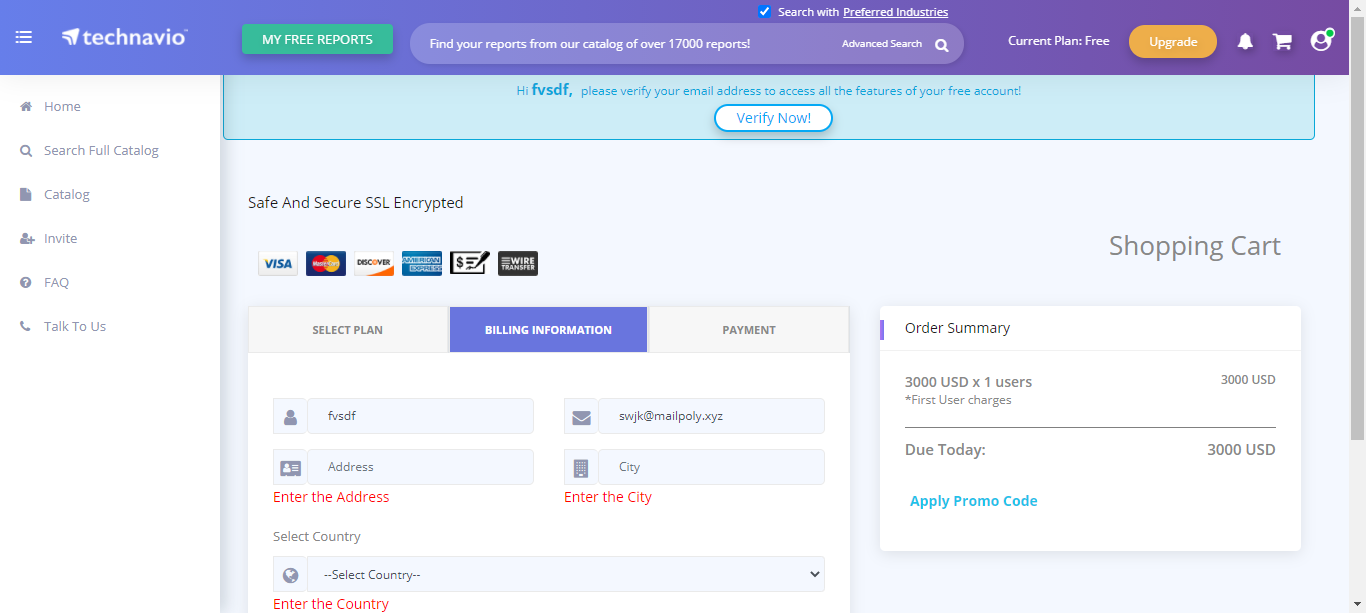 Search with Preferred Industries
technavio
MY FREE REPORTS
Find your reports from our catalog of over 17000 reports!
Advanced Search
Current Plan: Free
Upgrade
Home
Search Full Catalog
Catalog
Invite
FAQ
Talk To Us
Hi fvsdf, please verify your email address to access all the features of your free account!
Verify Now!
Safe And Secure SSL Encrypted
VISA
MasterCard
DISCOVER
AMERICAN
EXPRESS
$
WIRE
TRANSFER
Shopping Cart
SELECT PLAN
BILLING INFORMATION
PAYMENT
fvsdf
swjk@mailpoly.xyz
Address
City
Enter the Address
Enter the City
Select Country
--Select Country--
Enter the Country
Order Summary
3000 USD x 1 users
3000 USD
*First User charges
Due Today:
3000 USD
Apply Promo Code